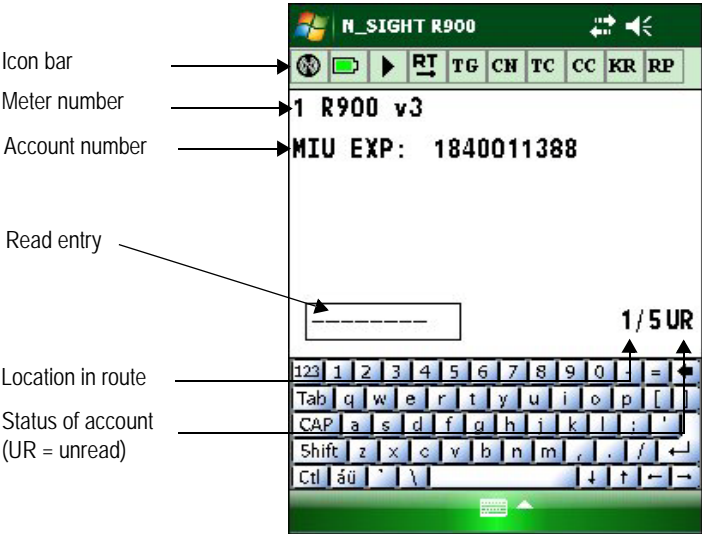 N_SIGHT R900
Icon bar
RT TG CN TC CC KR RP
Meter number
1 R900 v3
Account number
MIU EXP: 1840011388
Read entry
--------
1/5UR
Location in route
123 1 2 3 4 5 6 7 8 9 0 - = 
Tab q w e r t y u i o p [ ]
Status of account
(UR = unread)
CAP a s d f g h j k l ; '
Shift z x c v b n m , . / ↵
Ctl áü ` \ ↓ ↑ ← →